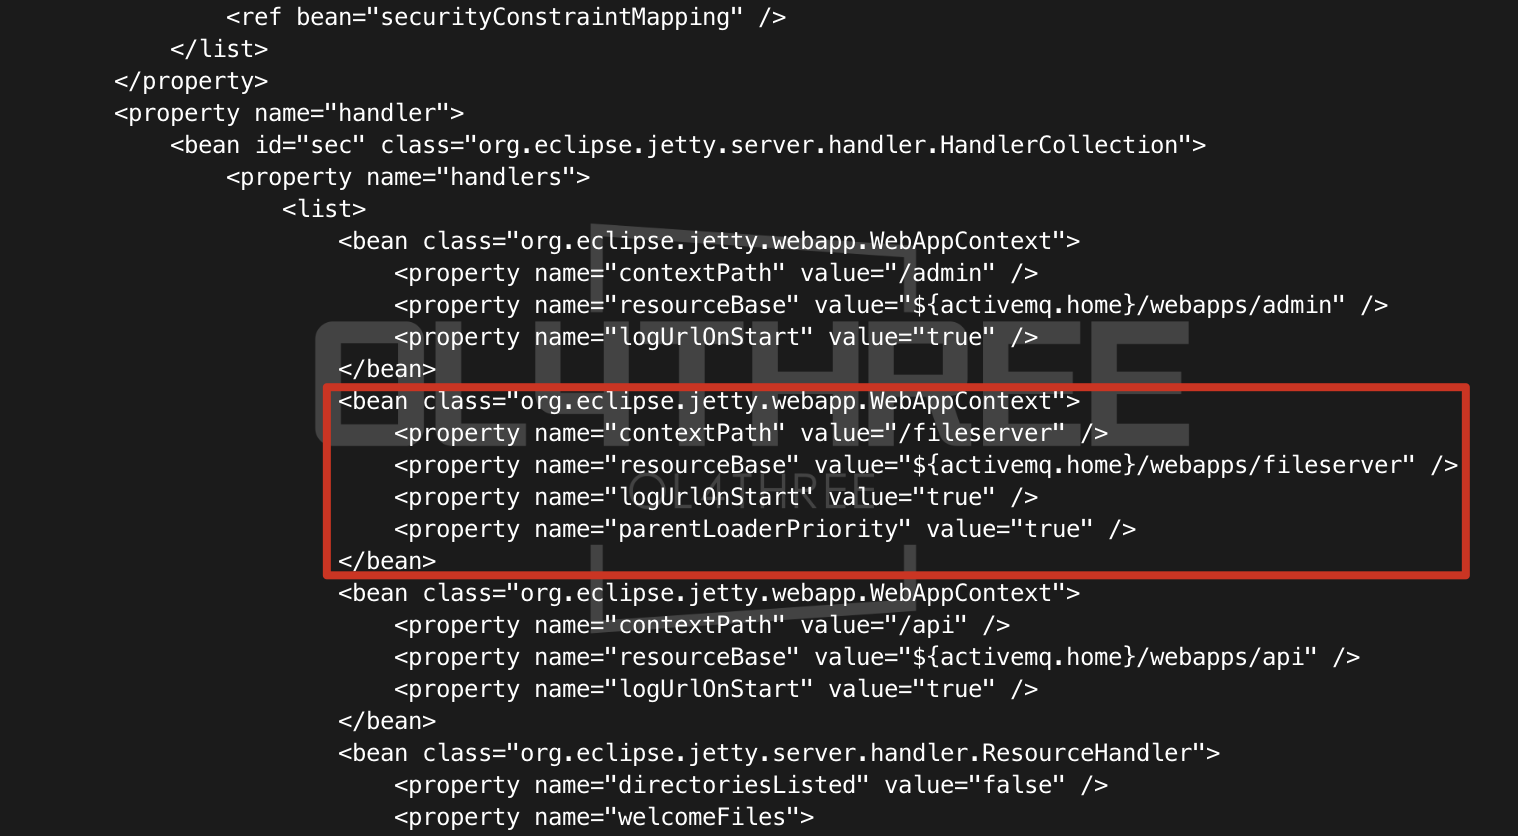 <ref bean="securityConstraintMapping" />
</list>
</property>
<property name="handler">
<bean id="sec" class="org.eclipse.jetty.server.handler.HandlerCollection">
<property name="handlers">
<list>
<bean class="org.eclipse.jetty.webapp.WebAppContext">
<property name="contextPath" value="/admin" />
<property name="resourceBase" value="${activemq.home}/webapps/admin" />
<property name="logUrlOnStart" value="true" />
</bean>
<bean class="org.eclipse.jetty.webapp.WebAppContext">
<property name="contextPath" value="/fileserver" />
<property name="resourceBase" value="${activemq.home}/webapps/fileserver" />
<property name="logUrlOnStart" value="true" />
<property name="parentLoaderPriority" value="true" />
</bean>
<bean class="org.eclipse.jetty.webapp.WebAppContext">
<property name="contextPath" value="/api" />
<property name="resourceBase" value="${activemq.home}/webapps/api" />
<property name="logUrlOnStart" value="true" />
</bean>
<bean class="org.eclipse.jetty.server.handler.ResourceHandler">
<property name="directoriesListed" value="false" />
<property name="welcomeFiles">
OL4THREE
OL4THREE